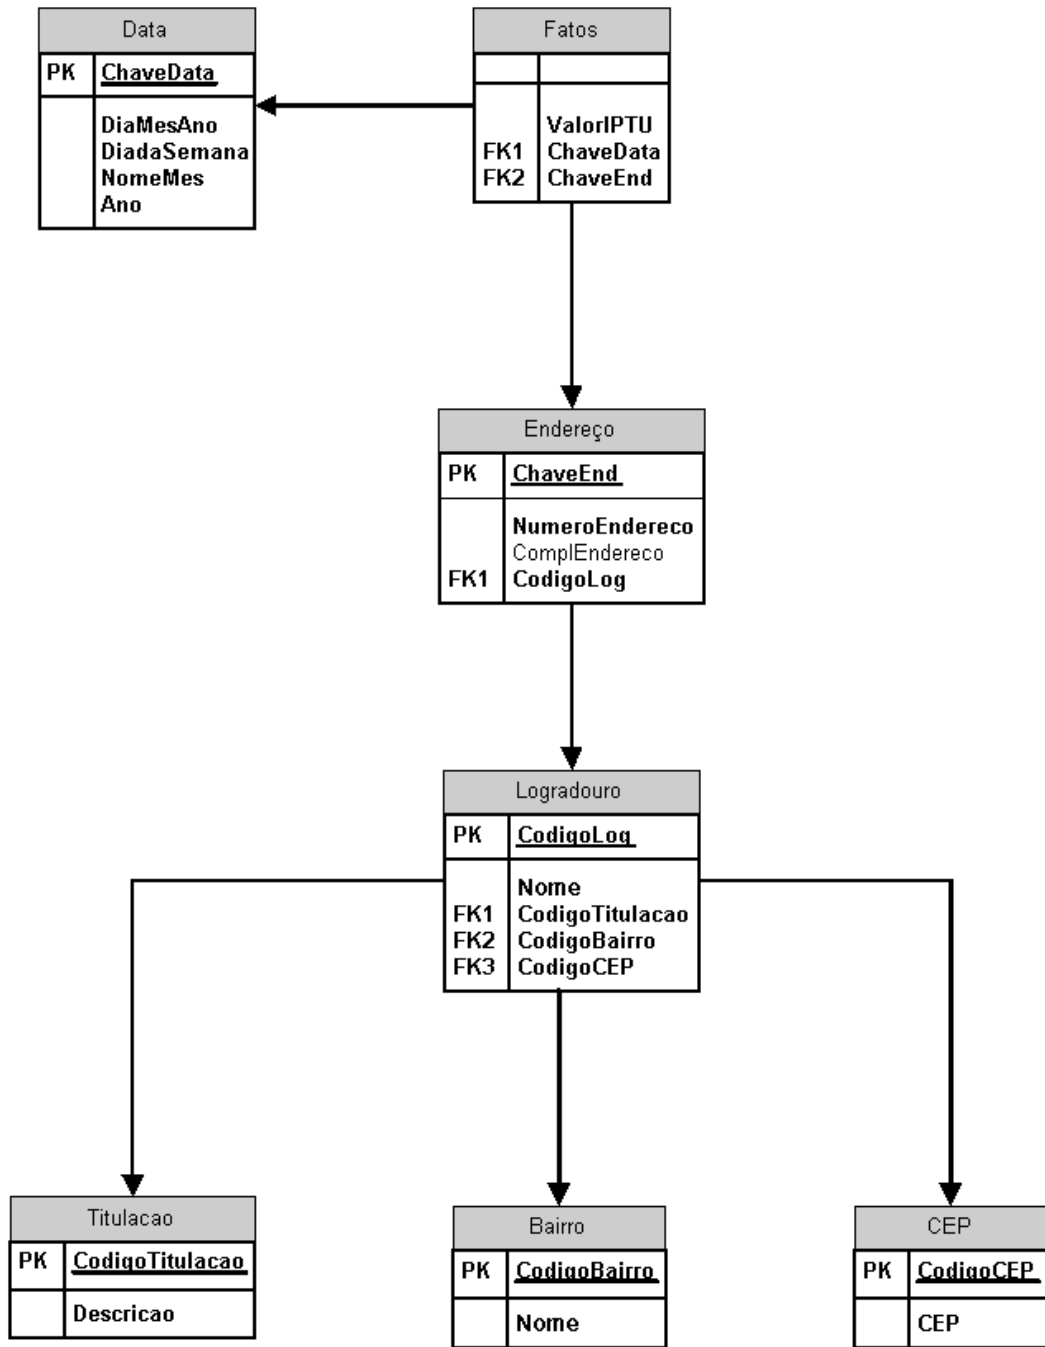 Data
PK ChaveData
DiaMesAno
DiadaSemana
NomeMes
Ano
Fatos
ValorIPTU
FK1 ChaveData
FK2 ChaveEnd
Endereço
PK ChaveEnd
NumeroEndereco
ComplEndereco
FK1 CodigoLog
Logradouro
PK CodigoLog
Nome
FK1 CodigoTitulacao
FK2 CodigoBairro
FK3 CodigoCEP
Titulacao
PK CodigoTitulacao
Descricao
Bairro
PK CodigoBairro
Nome
CEP
PK CodigoCEP
CEP